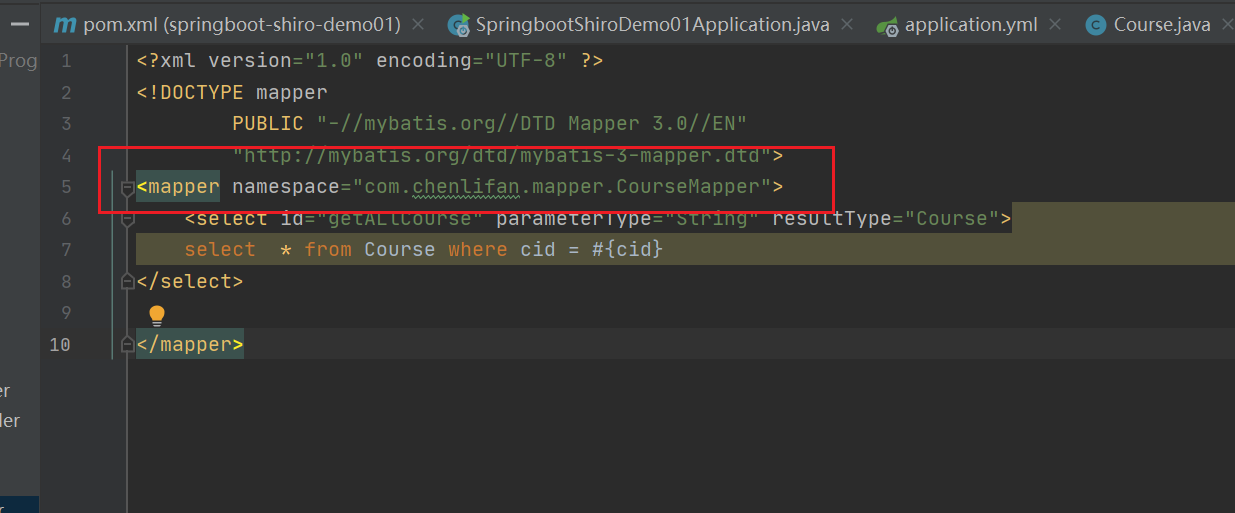 pom.xml (springboot-shiro-demo01) SpringbootShiroDemo01Application.java application.yml Course.java
Prog
1 <?xml version="1.0" encoding="UTF-8" ?>
2 <!DOCTYPE mapper
3 PUBLIC "-//mybatis.org//DTD Mapper 3.0//EN"
4 "http://mybatis.org/dtd/mybatis-3-mapper.dtd">
5 <mapper namespace="com.chenlifan.mapper.CourseMapper">
6 <select id="getAllCourse" parameterType="String" resultType="Course">
7 select * from Course where cid = #{cid}
8 </select>
9
10 </mapper>
er
ler